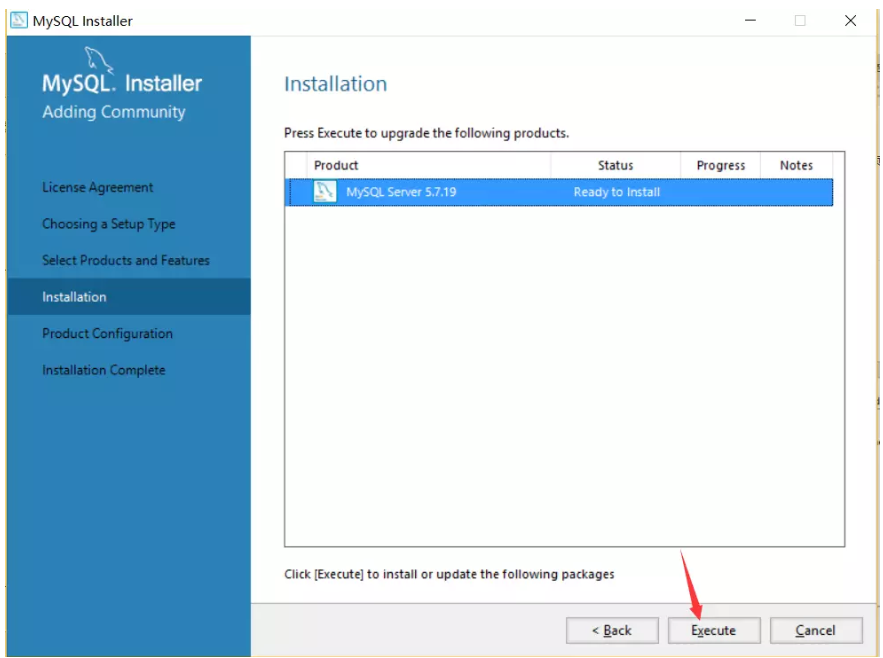 MySQL Installer
MySQL. Installer
Adding Community
License Agreement
Choosing a Setup Type
Select Products and Features
Installation
Product Configuration
Installation Complete
Installation
Press Execute to upgrade the following products.
Product Status Progress Notes
MySQL Server 5.7.19 Ready to Install
Click [Execute] to install or update the following packages
< Back Execute Cancel